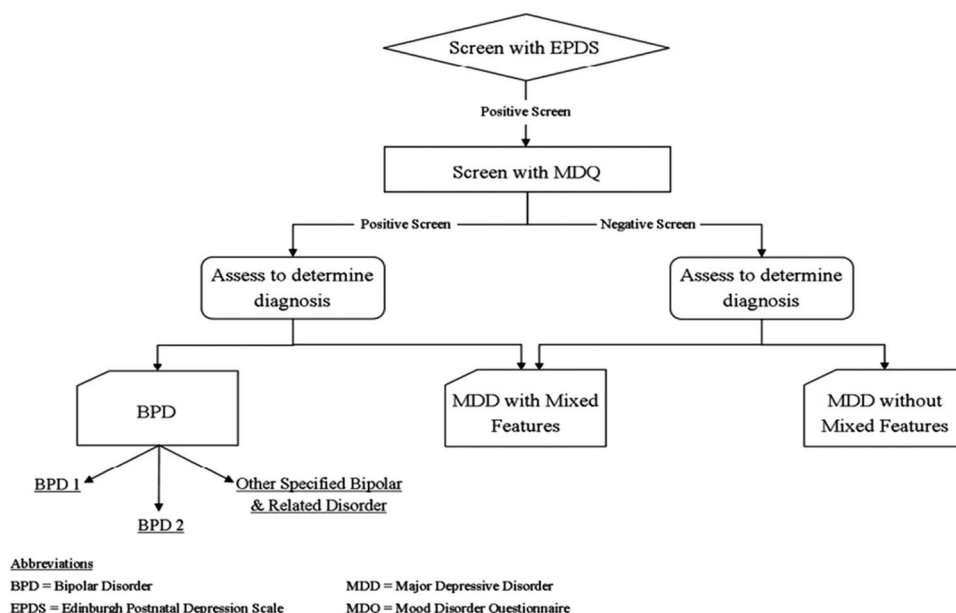 Screen with EPDS
Positive Screen
Screen with MDQ
Positive Screen
Negative Screen
Assess to determine
diagnosis
Assess to determine
diagnosis
BPD
MDD with Mixed
Features
MDD without
Mixed Features
BPD 1
BPD 2
Other Specified Bipolar
& Related Disorder
Abbreviations
BPD = Bipolar Disorder
MDD = Major Depressive Disorder
EPDS = Edinburgh Postnatal Depression Scale
MDQ = Mood Disorder Questionnaire